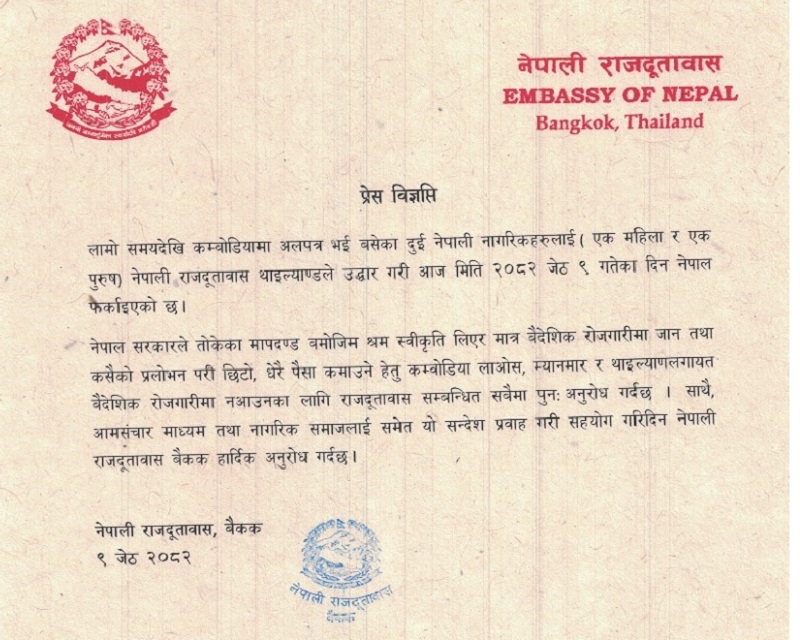 नेपाली राजदूतावास
EMBASSY OF NEPAL
Bangkok, Thailand
प्रेस विज्ञप्ति
लामो समयदेखि कम्बोडियामा अलपत्र भई बसेका दुई नेपाली नागरिकहरुलाई( एक महिला र एक
पुरुष) नेपाली राजदूतावास थाइल्याण्डले उद्धार गरी आज मिति २०८२ जेठ ९ गतेका दिन नेपाल
फर्काइएको छ।
नेपाल सरकारले तोकेका मापदण्ड बमोजिम श्रम स्वीकृति लिएर मात्र बैदेशिक रोजगारीमा जान तथा
कसैको प्रलोभन परी छिटो, धेरै पैसा कमाउने हेतु कम्वोडिया लाओस, म्यानमार र थाइल्याणलगायत
बैदेशिक रोजगारीमा नआउनका लागि राजदूतावास सम्बन्धित सबैमा पुनः अनुरोध गर्दछ । साथै,
आमसंचार माध्यम तथा नागरिक समाजलाई समेत यो सन्देश प्रवाह गरी सहयोग गरिदिन नेपाली
राजदूतावास बैकक हार्दिक अनुरोध गर्दछ।
नेपाली राजदूतावास, बैकक
९ जेठ २०८२
नेपाली राजदूतावास
बैंकक